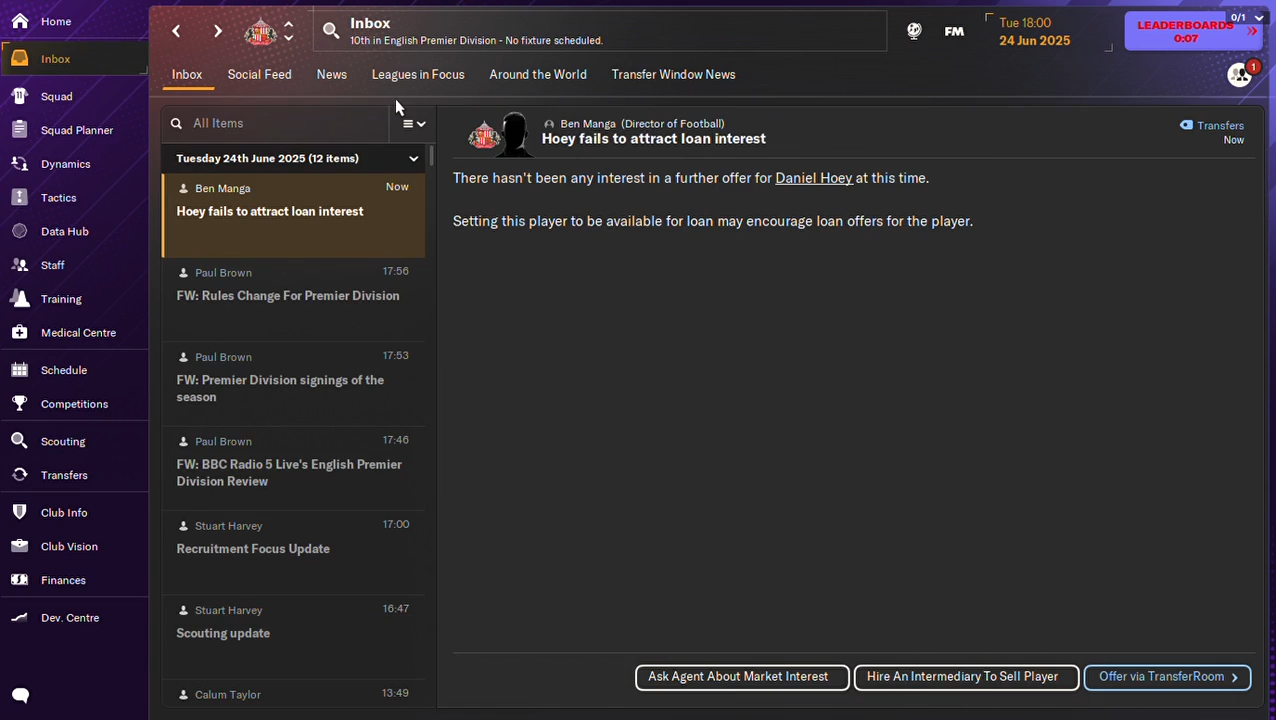 Home
Inbox
Squad
Squad Planner
Dynamics
Tactics
Data Hub
Staff
Training
Medical Centre
Schedule
Competitions
Scouting
Transfers
Club Info
Club Vision
Finances
Dev. Centre
Inbox
10th in English Premier Division - No fixture scheduled.
FM
Tue 18:00
24 Jun 2025
LEADERBOARDS
0:07
0/1
1
Inbox
Social Feed
News
Leagues in Focus
Around the World
Transfer Window News
All Items
Tuesday 24th June 2025 (12 items)
Ben Manga
Now
Hoey fails to attract loan interest
Paul Brown
17:56
FW: Rules Change For Premier Division
Paul Brown
17:53
FW: Premier Division signings of the
season
Paul Brown
17:46
FW: BBC Radio 5 Live's English Premier
Division Review
Stuart Harvey
17:00
Recruitment Focus Update
Stuart Harvey
16:47
Scouting update
Calum Taylor
13:49
Ben Manga (Director of Football)
Hoey fails to attract loan interest
Transfers
Now
There hasn't been any interest in a further offer for Daniel Hoey at this time.
Setting this player to be available for loan may encourage loan offers for the player.
Ask Agent About Market Interest
Hire An Intermediary To Sell Player
Offer via TransferRoom